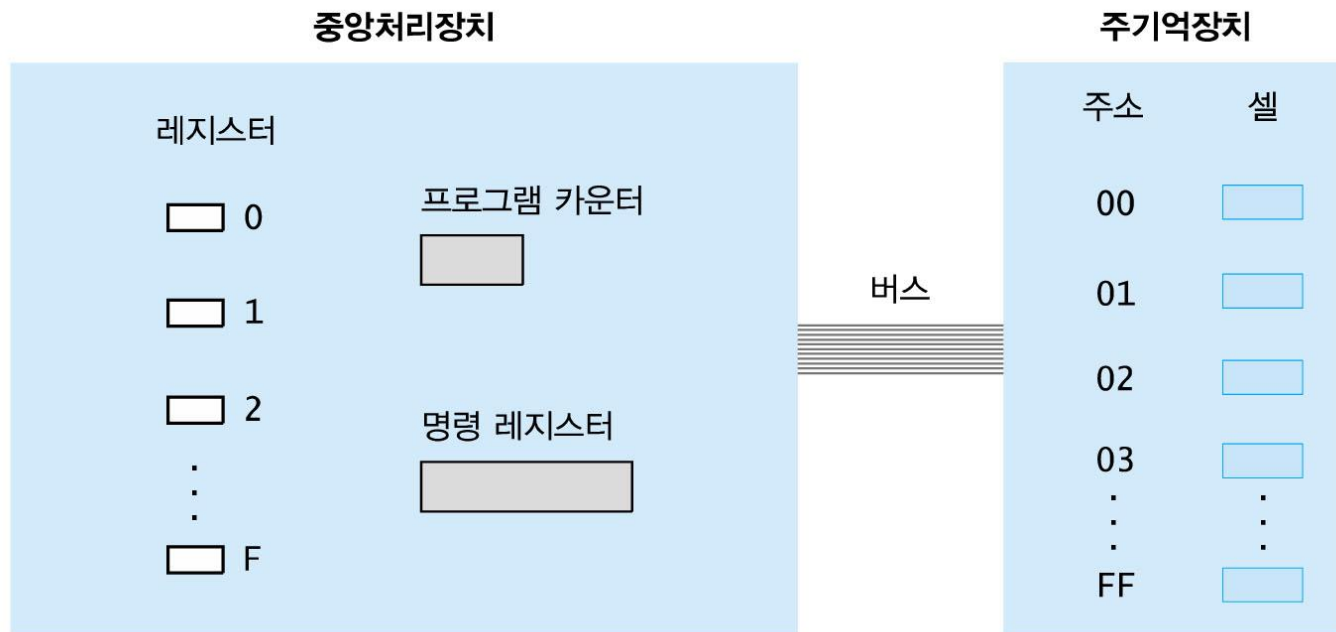 중앙처리장치
주기억장치
레지스터
0
1
2
F
프로그램 카운터
명령 레지스터
버스
주소 셀
00
01
02
03
FF